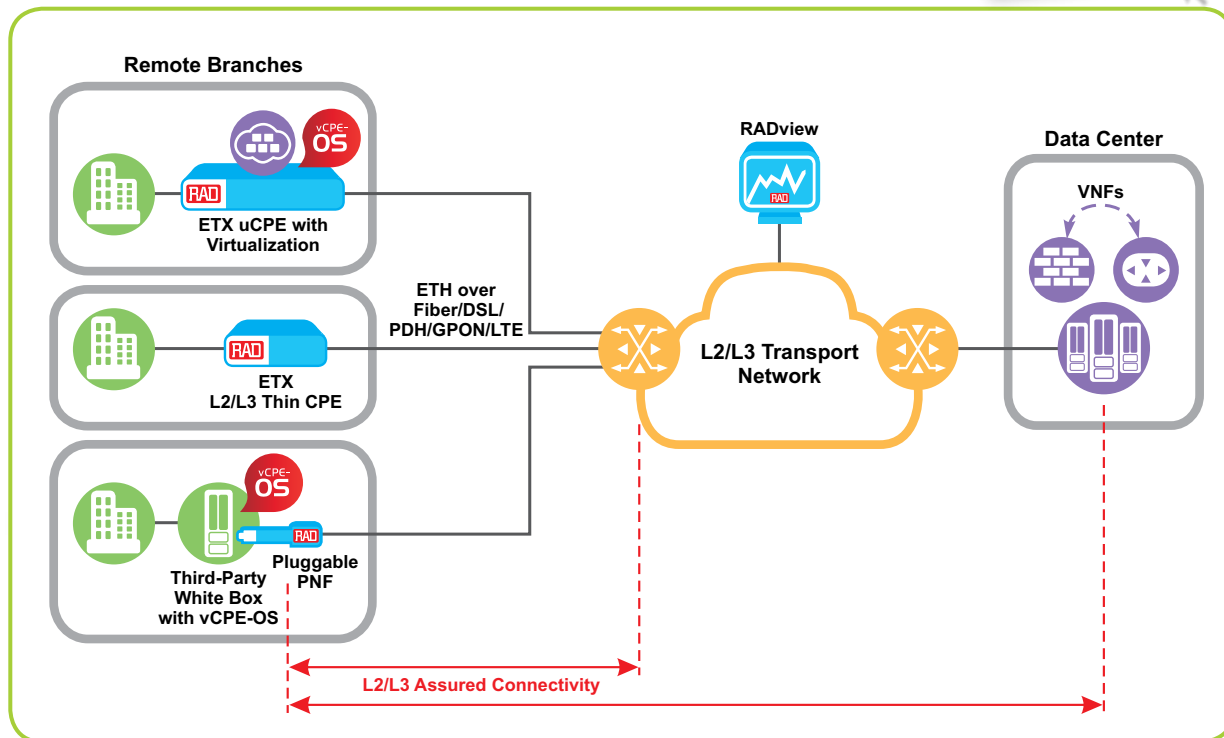 Remote Branches
vCPE-
OS
RAD
ETX uCPE with
Virtualization
RAD
ETX
L2/L3 Thin CPE
vCPE-
OS
RAD
Pluggable
PNF
Third-Party
White Box
with vCPE-OS
ETH over
Fiber/DSL/
PDH/GPON/LTE
RADview
RAD
L2/L3 Transport
Network
Data Center
VNFs
L2/L3 Assured Connectivity